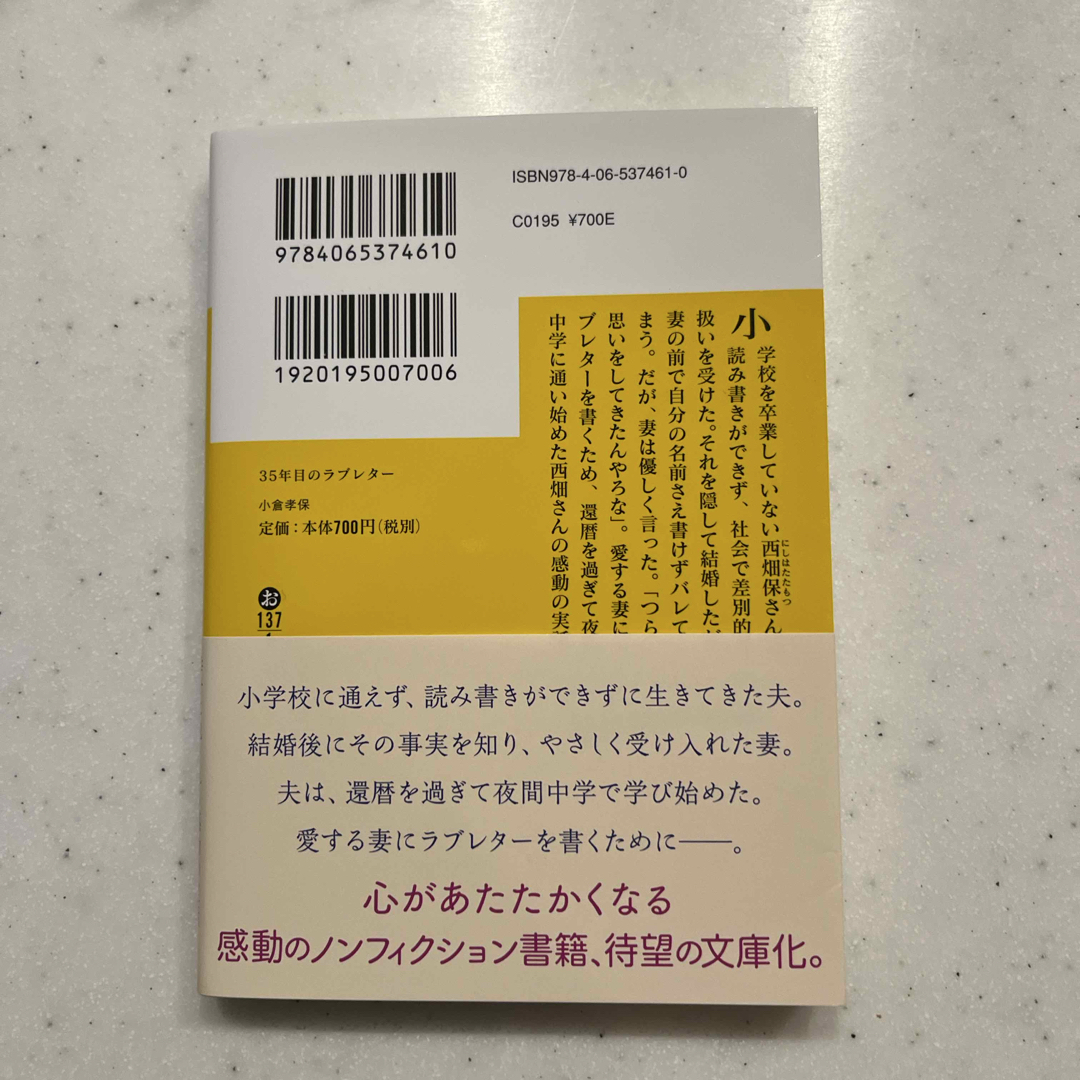 ISBN978-4-06-537461-0
C0195 ¥700E
9784065374610
1920195007006
小学校を卒業していない西畑保さん
にしはたたもつ
読み書きができず、社会で差別的
扱いを受けた。それを隠して結婚したが
妻の前で自分の名前さえ書けずバレて
まう。だが、妻は優しく言った。「つら
思いをしてきたんやろな」。愛する妻に
ブレターを書くため、還暦を過ぎて夜
中学に通い始めた西畑さんの感動の実
35年目のラブレター
小倉孝保
定価:本体700円(税別)
お
137
小学校に通えず、読み書きができずに生きてきた夫。
結婚後にその事実を知り、やさしく受け入れた妻。
夫は、還暦を過ぎて夜間中学で学び始めた。
愛する妻にラブレターを書くために——。
心があたたかくなる
感動のノンフィクション書籍、待望の文庫化。